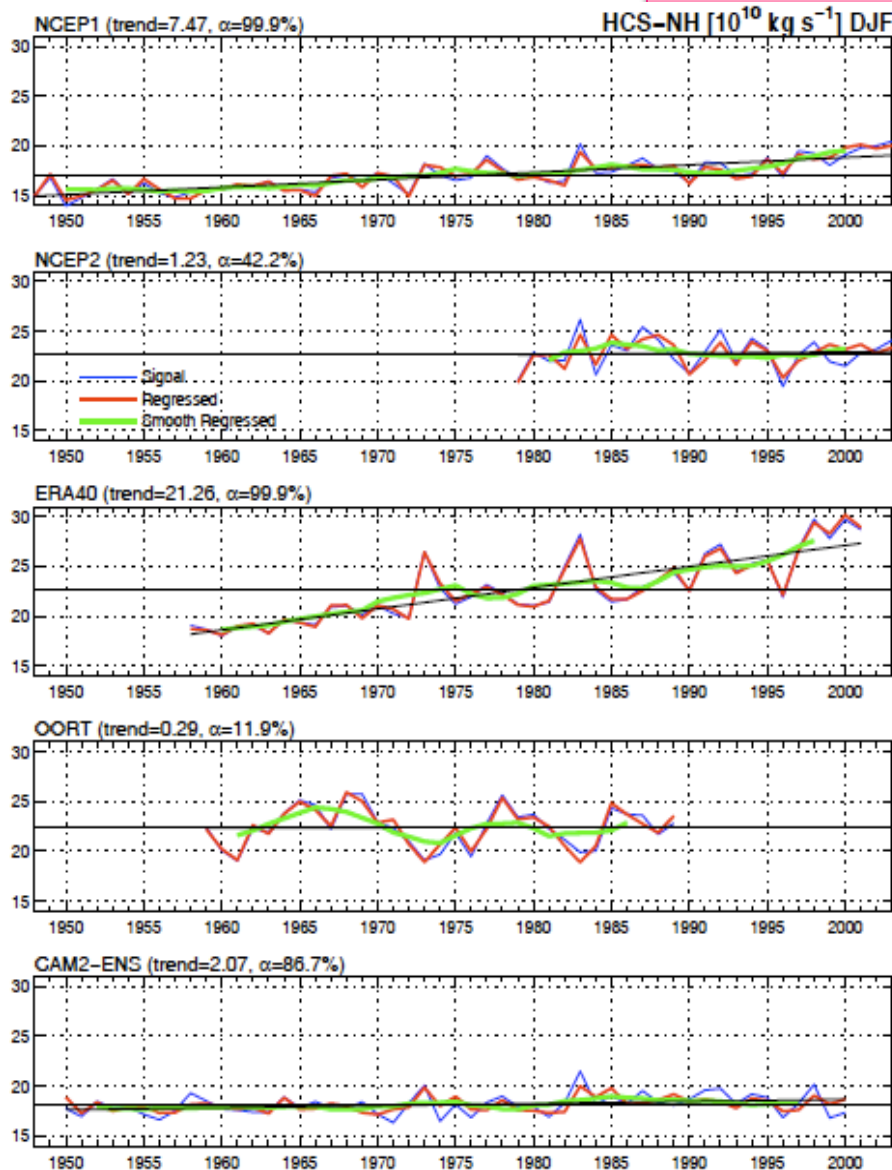 NCEP1 (trend=7.47, α=99.9%) HCS-NH [10¹⁰ kg s⁻¹] DJF
30
25
20
15
1950 1955 1960 1965 1970 1975 1980 1985 1990 1995 2000
NCEP2 (trend=1.23, α=42.2%)
30
25
20
Signal
Regressed
Smooth Regressed
15
1950 1955 1960 1965 1970 1975 1980 1985 1990 1995 2000
ERA40 (trend=21.26, α=99.9%)
30
25
20
15
1950 1955 1960 1965 1970 1975 1980 1985 1990 1995 2000
OORT (trend=0.29, α=11.9%)
30
25
20
15
1950 1955 1960 1965 1970 1975 1980 1985 1990 1995 2000
CAM2-ENS (trend=2.07, α=86.7%)
30
25
20
15
1950 1955 1960 1965 1970 1975 1980 1985 1990 1995 2000